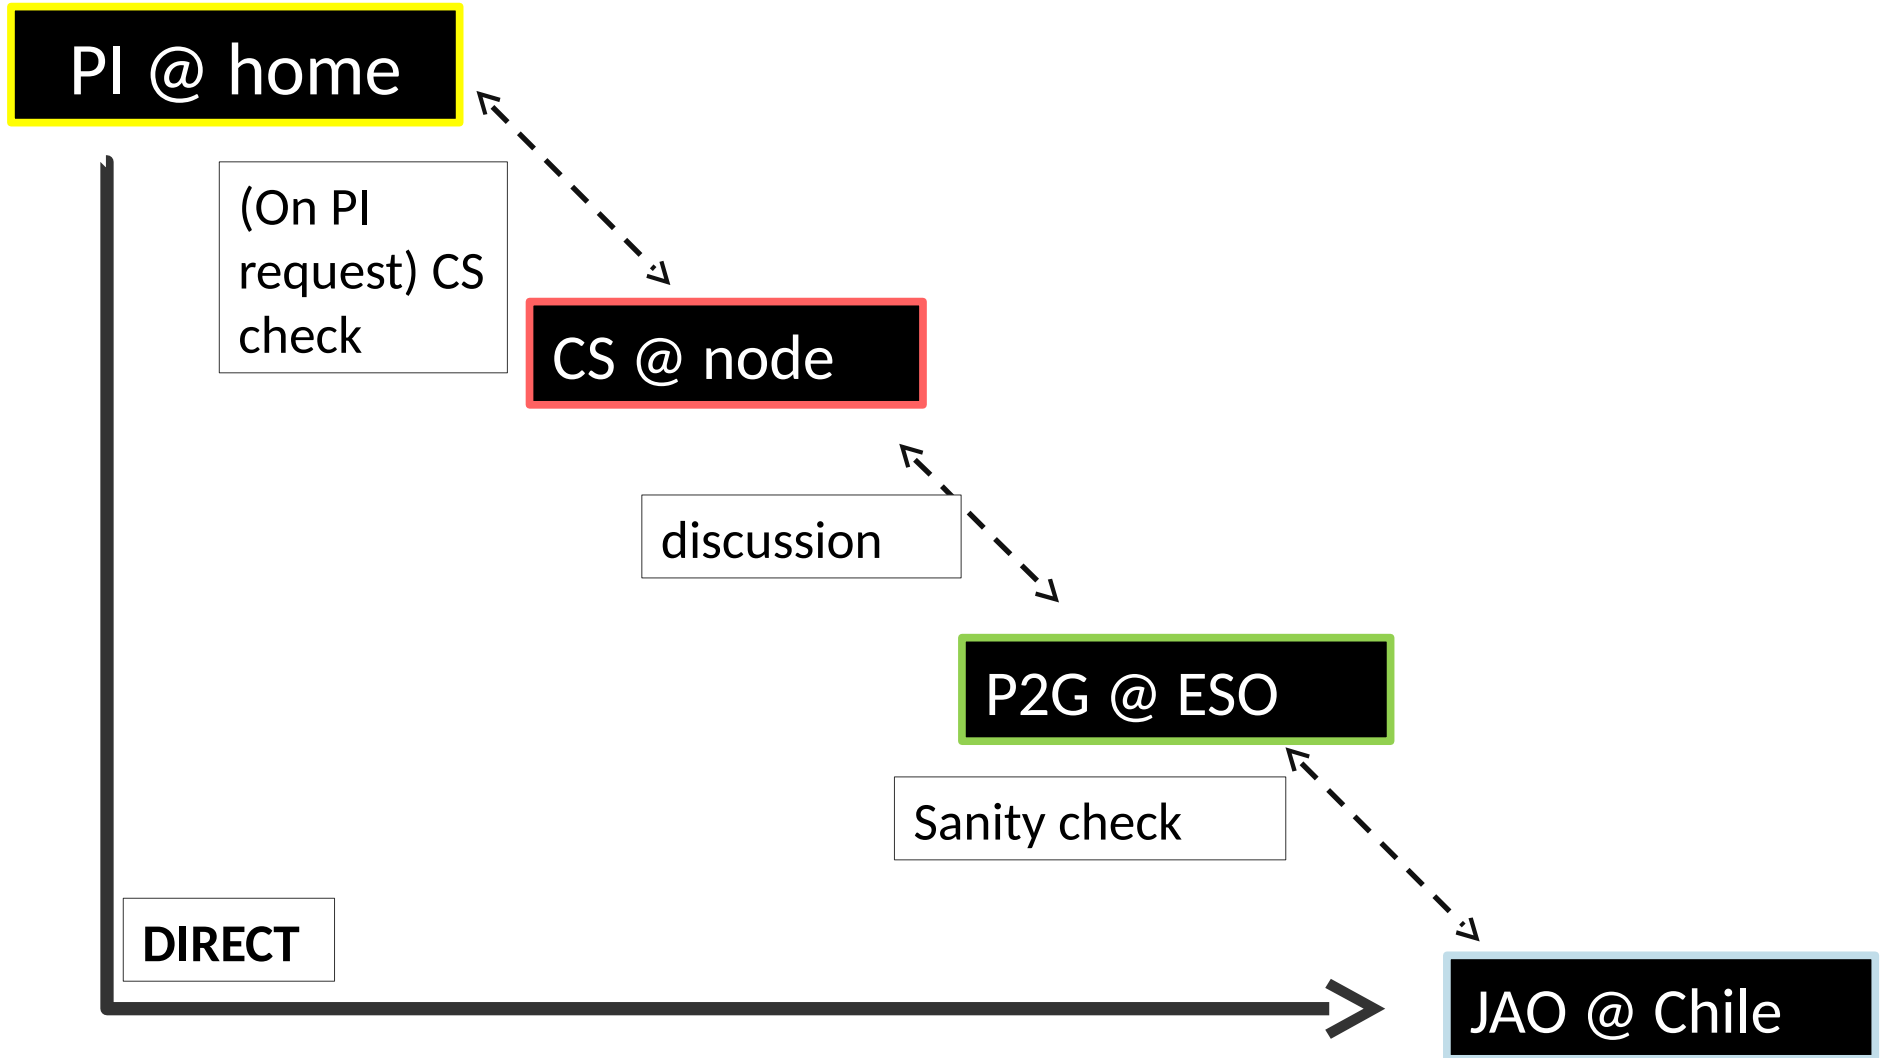 PI @ home
(On PI
request) CS
check
CS @ node
discussion
P2G @ ESO
Sanity check
DIRECT
JAO @ Chile